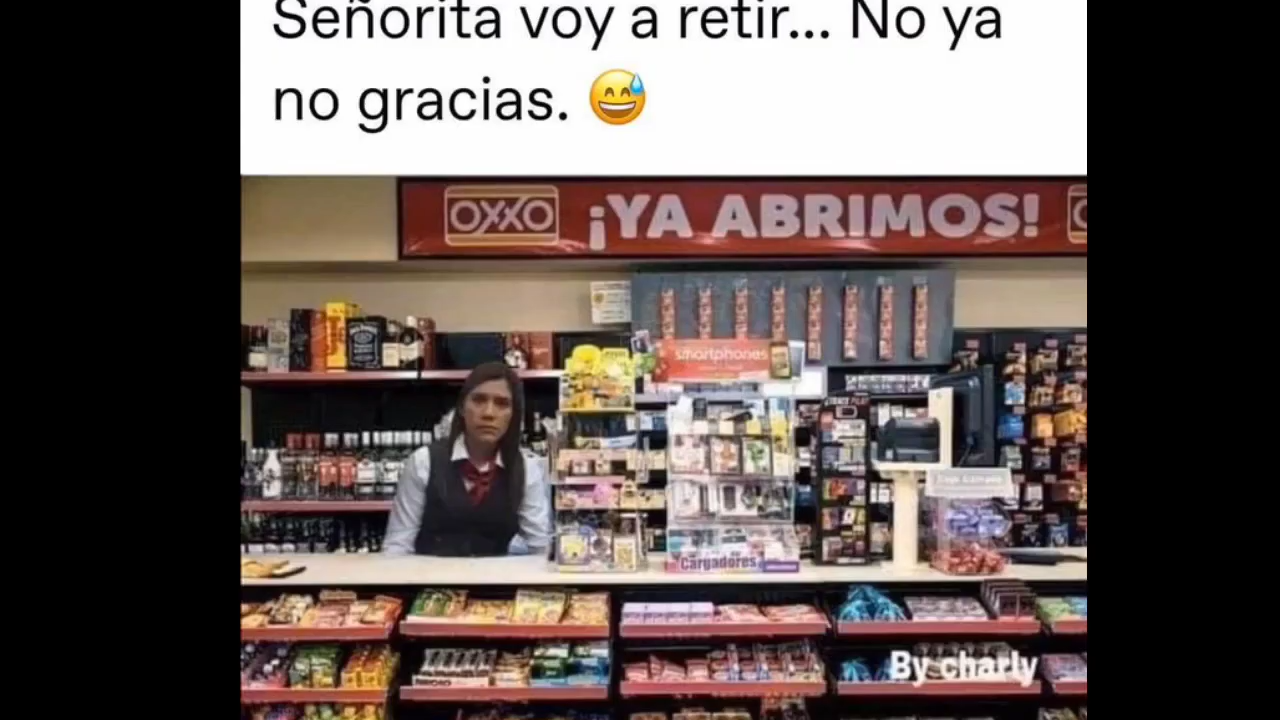 Señorita voy a retir... No ya
no gracias. 😅
OXXO ¡YA ABRIMOS!
smartphones
Cargadores
By charly